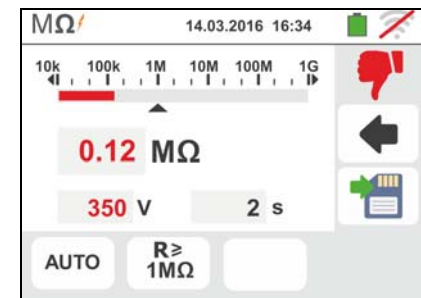 MΩ 14.03.2016 16:34
10k 100k 1M 10M 100M 1G
0.12 MΩ
350 V 2 s
AUTO R≥
1MΩ